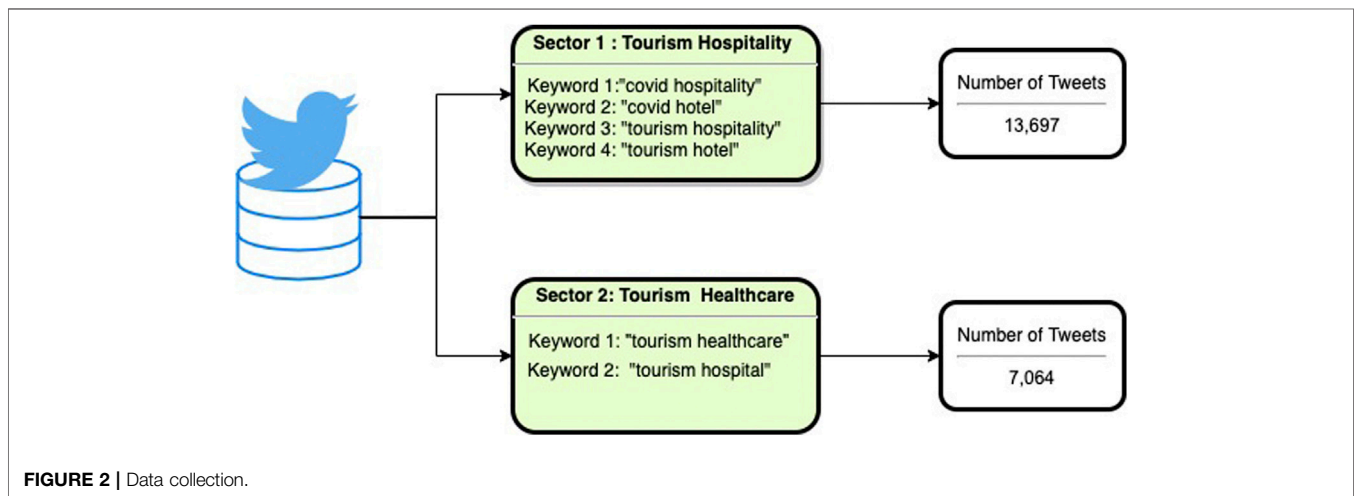 Sector 1 : Tourism Hospitality
Keyword 1:"covid hospitality"
Keyword 2: "covid hotel"
Keyword 3: "tourism hospitality"
Keyword 4: "tourism hotel"
Number of Tweets
13,697
Sector 2: Tourism Healthcare
Keyword 1: "tourism healthcare"
Keyword 2: "tourism hospital"
Number of Tweets
7,064
FIGURE 2 | Data collection.